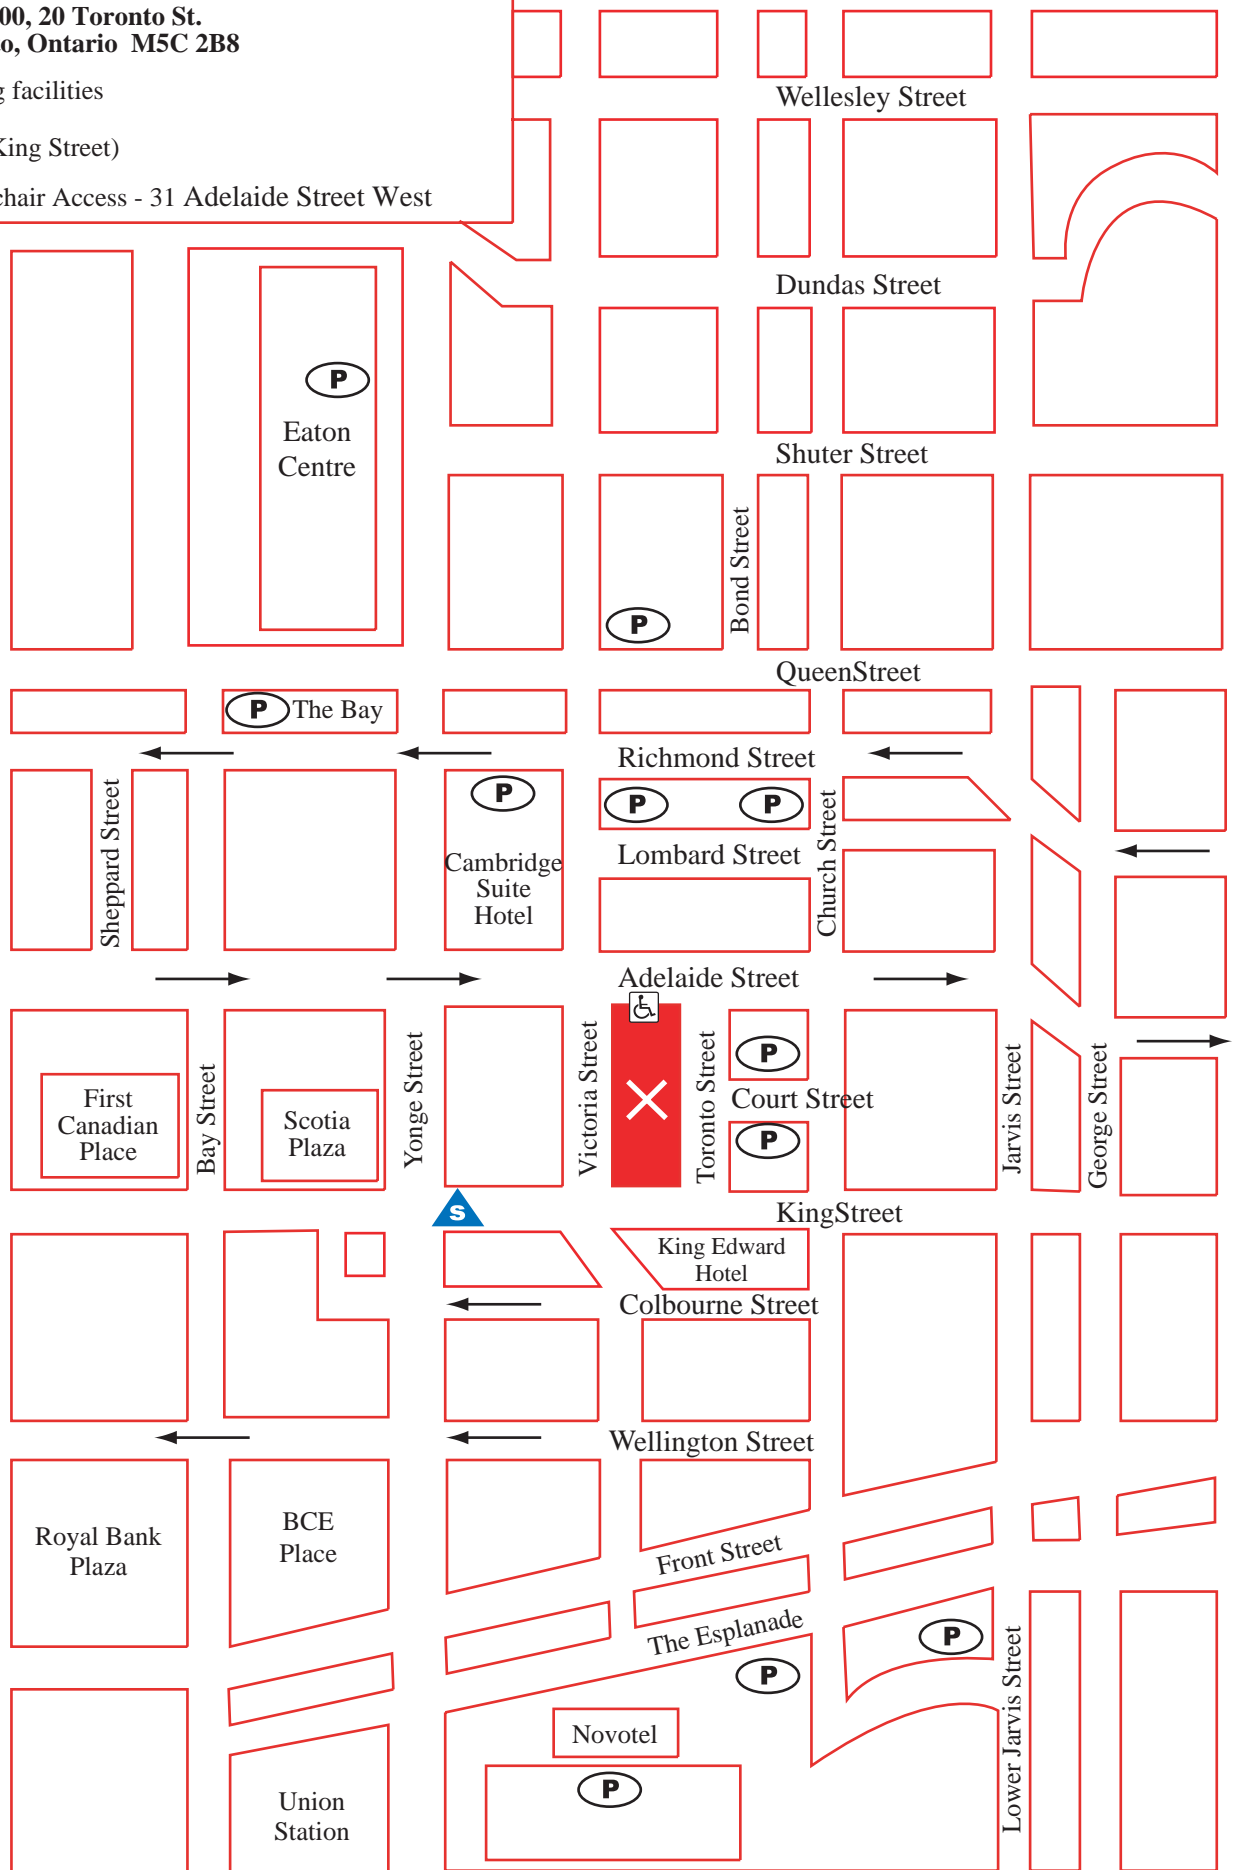 00, 20 Toronto St.
o, Ontario M5C 2B8
g facilities
King Street)
chair Access - 31 Adelaide Street West
Wellesley Street
Dundas Street
P
Eaton
Centre
Shuter Street
Bond Street
P
QueenStreet
P The Bay
Richmond Street
Sheppard Street
P
Cambridge
Suite
Hotel
P
P
Church Street
Lombard Street
Adelaide Street
First
Canadian
Place
Bay Street
Scotia
Plaza
Yonge Street
Victoria Street
Toronto Street
P
Court Street
P
Jarvis Street
George Street
S
KingStreet
King Edward
Hotel
Colbourne Street
Wellington Street
Royal Bank
Plaza
BCE
Place
Front Street
The Esplanade
P
P
Lower Jarvis Street
Novotel
P
Union
Station